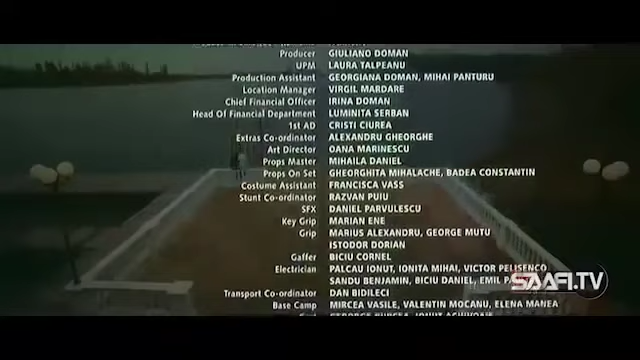 Producer GIULIANO DOMAN
UPM LAURA TALPEANU
Production Assistant GEORGIANA DOMAN, MIHAI PANTURU
Location Manager VIRGIL MARDARE
Chief Financial Officer IRINA DOMAN
Head Of Financial Department LUMINITA SERBAN
1st AD CRISTI CIUREA
Extras Co-ordinator ALEXANDRU GHEORGHE
Art Director OANA MARINESCU
Props Master MIHAILA DANIEL
Props On Set GHEORGHITA MIHALACHE, BADEA CONSTANTIN
Costume Assistant FRANCISCA VASS
Stunt Co-ordinator RAZVAN PUIU
SFX DANIEL PARVULESCU
Key Grip MARIAN ENE
Grip MARIUS ALEXANDRU, GEORGE MUTU
ISTODOR DORIAN
Gaffer BICIU CORNEL
Electrician PALCAU IONUT, IONITA MIHAI, VICTOR PELISENCO
SANDU BENJAMIN, BICIU DANIEL, EMIL
SAAFI.TV
Transport Co-ordinator DAN BIDILECI
Base Camp MIRCEA VASILE, VALENTIN MOCANU, ELENA MANEA